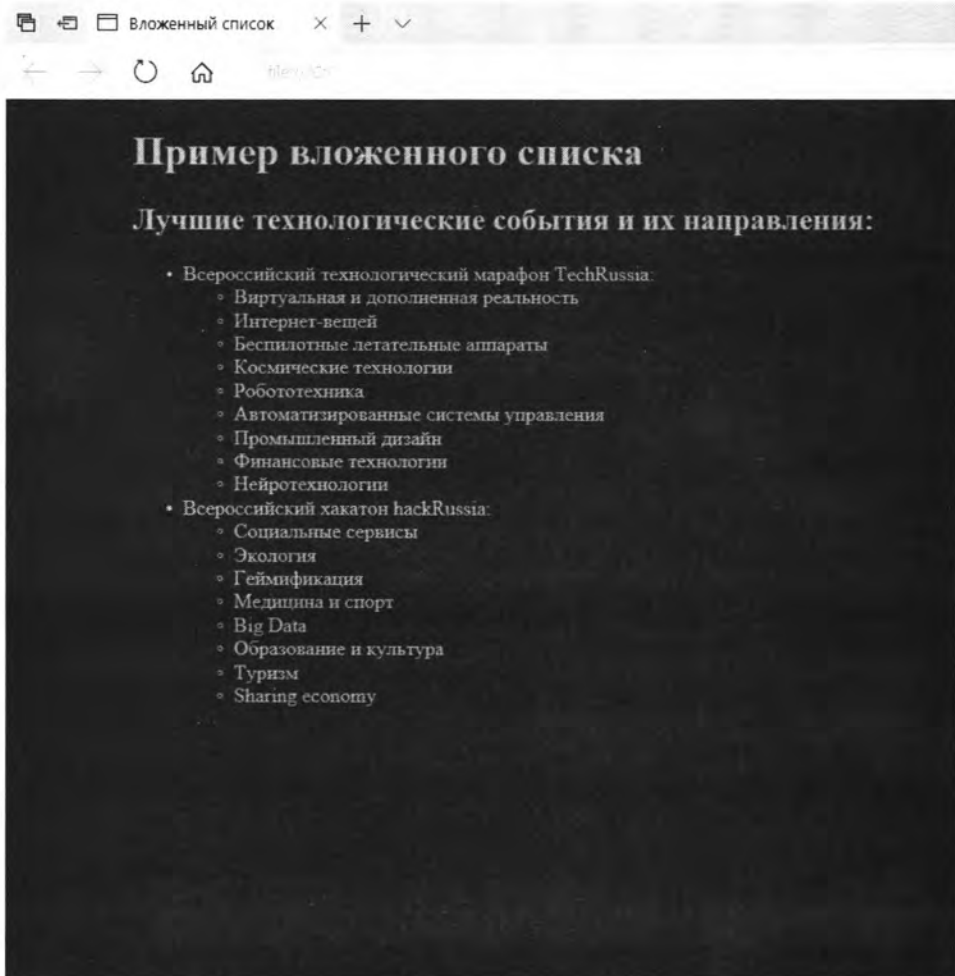 Вложенный список
Пример вложенного списка
Лучшие технологические события и их направления:
• Всероссийский технологический марафон TechRussia:
◦ Виртуальная и дополненная реальность
◦ Интернет-вещей
◦ Беспилотные летательные аппараты
◦ Космические технологии
◦ Робототехника
◦ Автоматизированные системы управления
◦ Промышленный дизайн
◦ Финансовые технологии
◦ Нейротехнологии
• Всероссийский хакатон hackRussia:
◦ Социальные сервисы
◦ Экология
◦ Геймификация
◦ Медицина и спорт
◦ Big Data
◦ Образование и культура
◦ Туризм
◦ Sharing economy